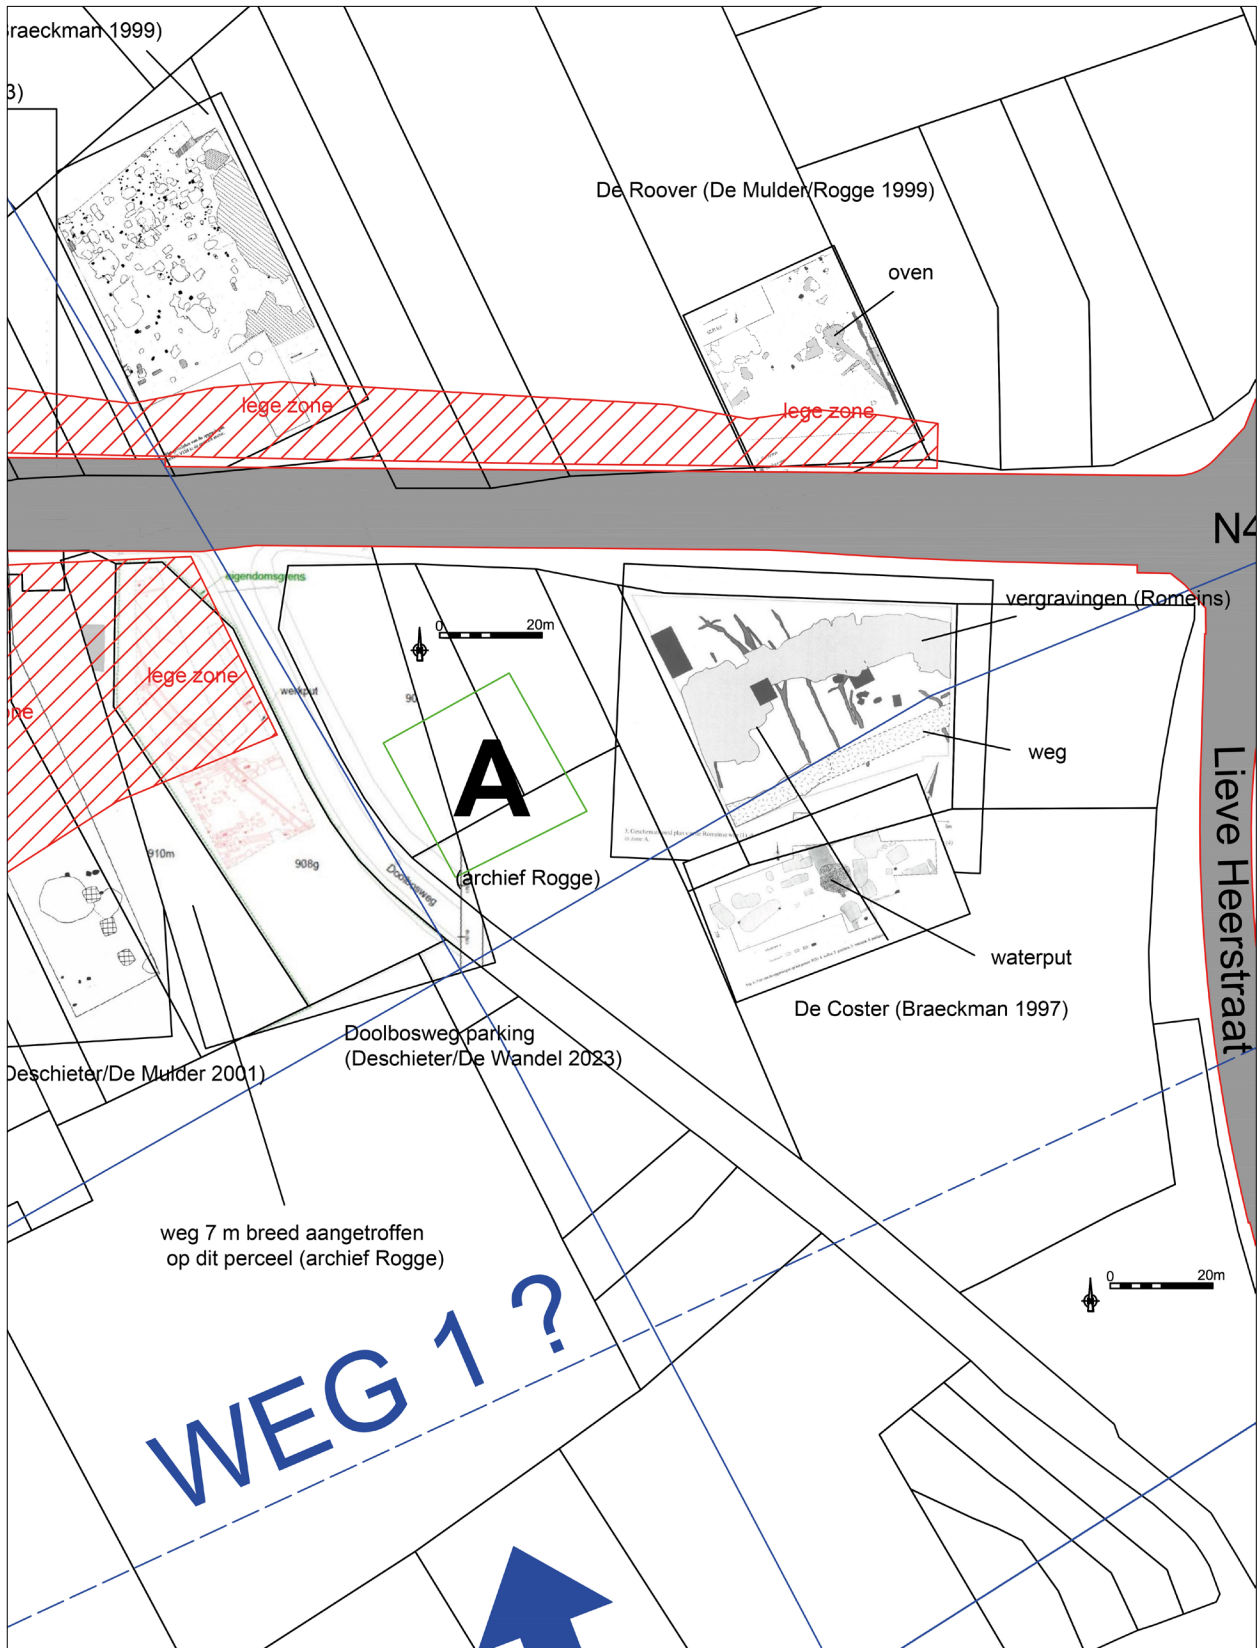 raeckman 1999)
3)
De Roover (De Mulder/Rogge 1999)
oven
lege zone
lege zone
N4
eigendomsgrens
0 20m
vergravingen (Romeins)
lege zone
werkput
90
one
A
weg
Lieve Heerstraat
910m
908g
Doolbosweg
(archief Rogge)
waterput
De Coster (Braeckman 1997)
Doolbosweg parking
(Deschieter/De Wandel 2023)
Deschieter/De Mulder 2001)
weg 7 m breed aangetroffen
op dit perceel (archief Rogge)
0 20m
WEG 1 ?